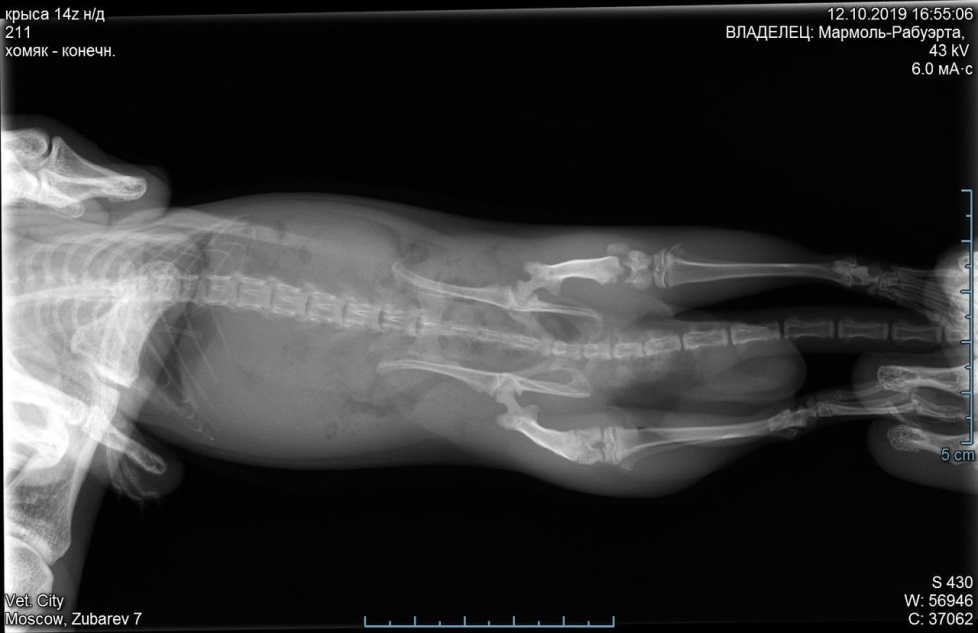 крыса 14z н/д
211
хомяк - конечн.
12.10.2019 16:55:06
ВЛАДЕЛЕЦ: Мармоль-Рабуэрта,
43 kV
6.0 мА·с
5 cm
Vet. City
Moscow, Zubarev 7
S 430
W: 56946
C: 37062